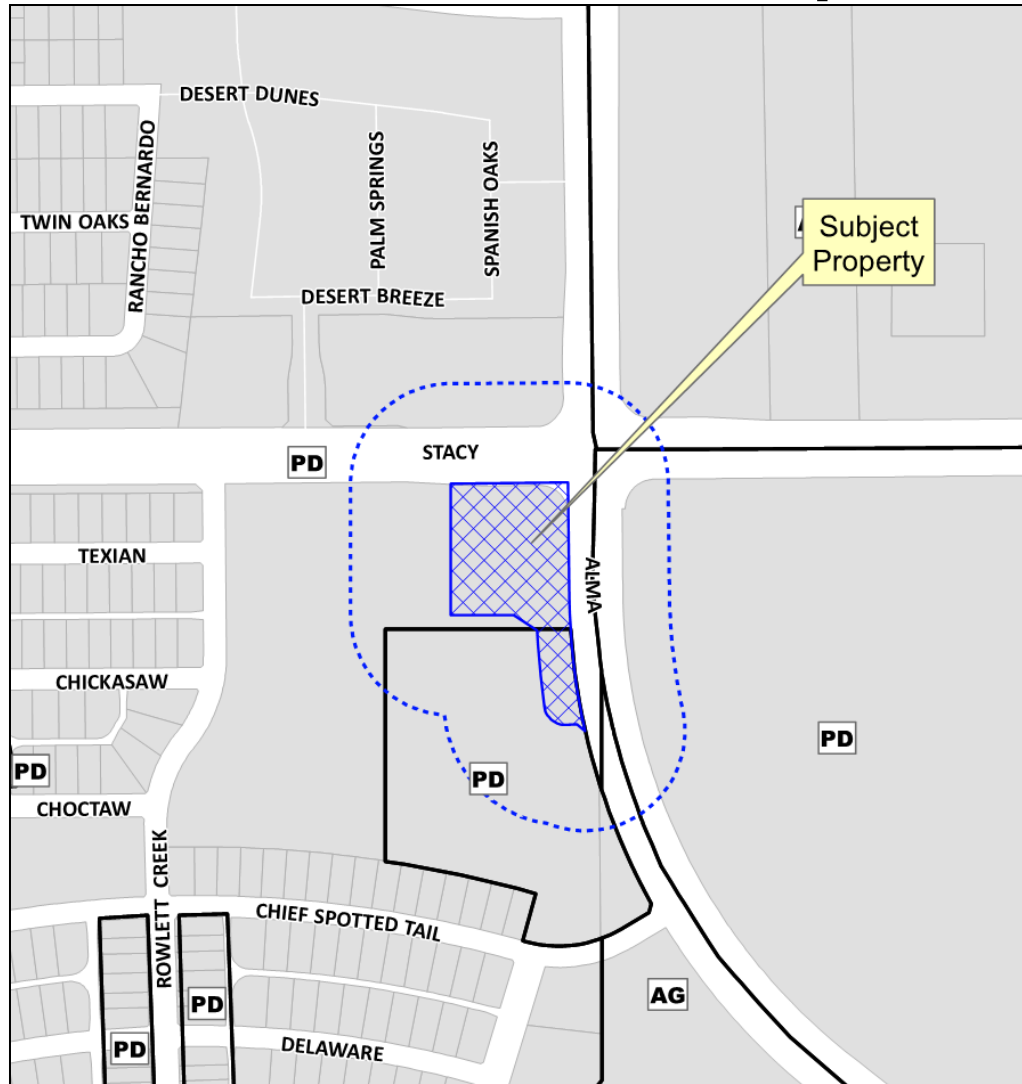 DESERT DUNES
RANCHO BERNARDO
PALM SPRINGS
SPANISH OAKS
TWIN OAKS
Subject
Property
DESERT BREEZE
STACY
PD
TEXIAN
ALMA
CHICKASAW
PD
PD
PD
CHOCTAW
ROWLETT CREEK
CHIEF SPOTTED TAIL
AG
PD
PD
DELAWARE